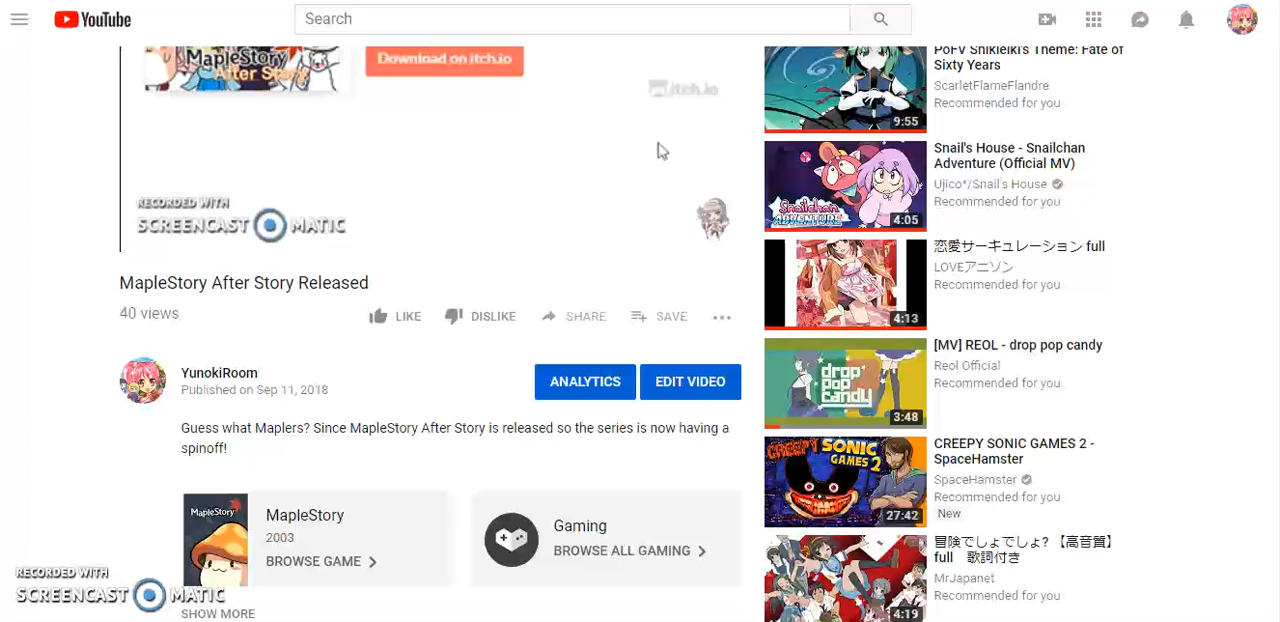 YouTube
Search
MapleStory
After Story
Download on itch.io
itch.io
RECORDED WITH
SCREENCAST MATIC
MapleStory After Story Released
40 views
LIKE
DISLIKE
SHARE
SAVE
YunokiRoom
Published on Sep 11, 2018
ANALYTICS
EDIT VIDEO
Guess what Maplers? Since MapleStory After Story is released so the series is now having a
spinoff!
MapleStory
MapleStory
2003
BROWSE GAME
Gaming
BROWSE ALL GAMING
RECORDED WITH
SCREENCAST MATIC
SHOW MORE
PoFV Shikieiki's Theme: Fate of
Sixty Years
ScarletFlameFlandre
Recommended for you
9:55
Snail's House - Snailchan
Adventure (Official MV)
Ujico*/Snail's House
Recommended for you
Snailchan
ADVENTURE
4:05
恋愛サーキュレーション full
LOVEアニソン
Recommended for you
4:13
[MV] REOL - drop pop candy
Reol Official
Recommended for you
drop
pop
candy
3:48
CREEPY SONIC GAMES 2 -
SpaceHamster
SpaceHamster
Recommended for you
New
CREEPY SONIC
GAMES 2
27:42
冒険でしょでしょ? 【高音質】
full 歌詞付き
MrJapanet
Recommended for you
4:19